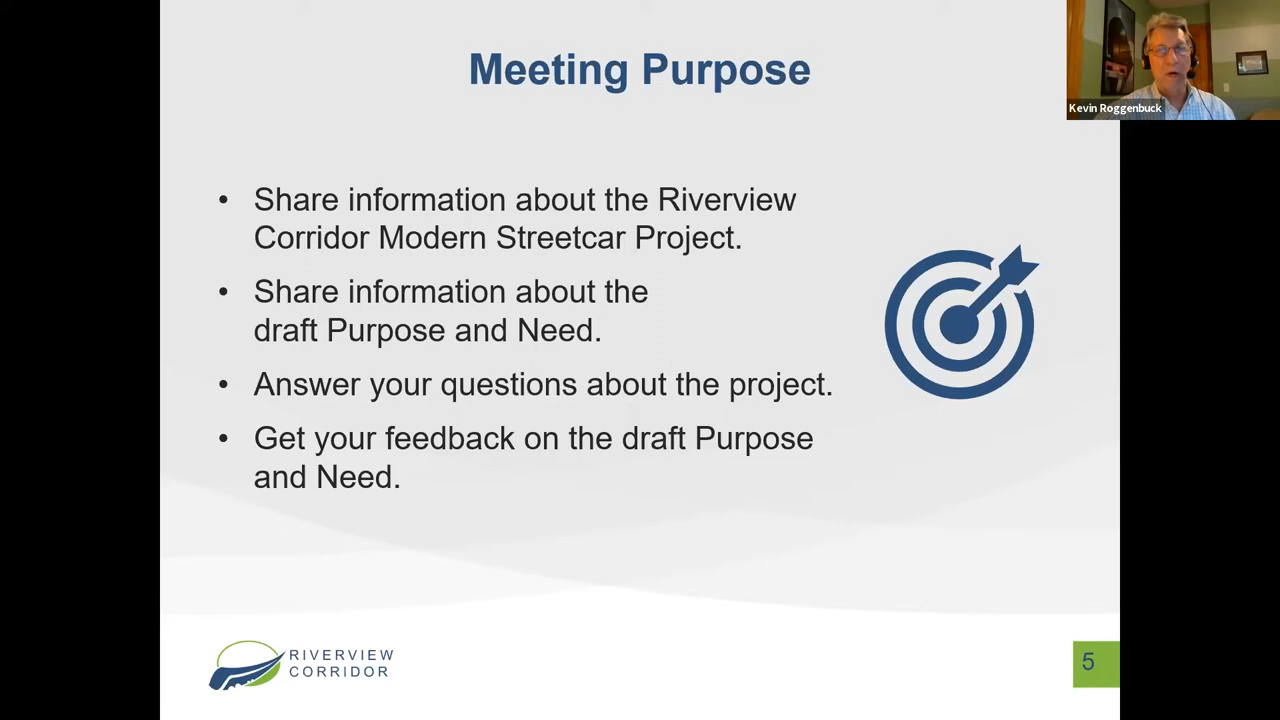 Meeting Purpose
Kevin Roggenbuck
• Share information about the Riverview
Corridor Modern Streetcar Project.
• Share information about the
draft Purpose and Need.
• Answer your questions about the project.
• Get your feedback on the draft Purpose
and Need.
RIVERVIEW
CORRIDOR
5